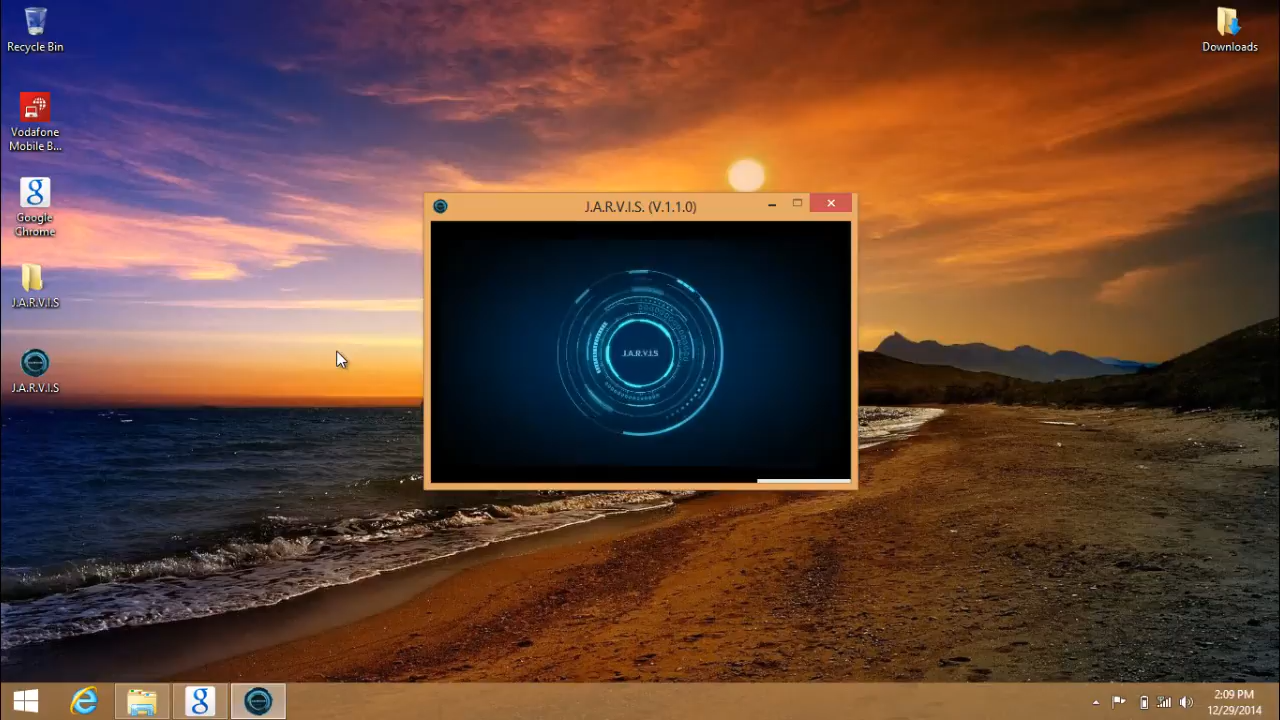 Recycle Bin
Vodafone
Mobile B...
Google
Chrome
J.A.R.V.I.S
J.A.R.V.I.S
Downloads
J.A.R.V.I.S. (V.1.1.0)
J.A.R.V.I.S
2:09 PM
12/29/2014